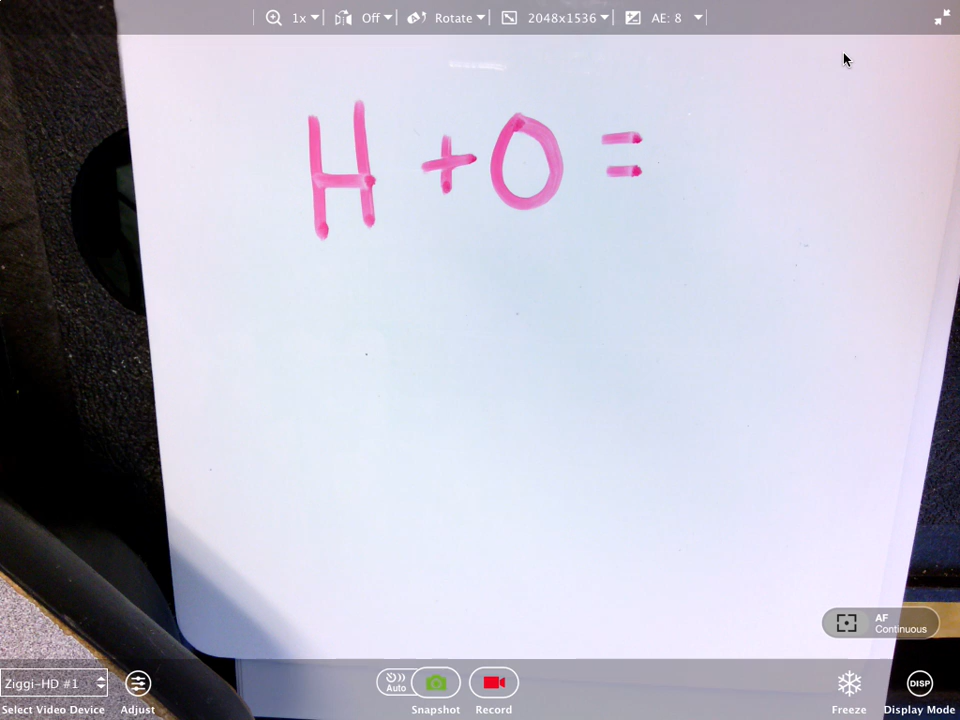 1x Off Rotate 2048x1536 AE: 8
H + O =
AF
Continuous
Ziggi-HD #1
Auto
DISP
Select Video Device Adjust Snapshot Record Freeze Display Mode